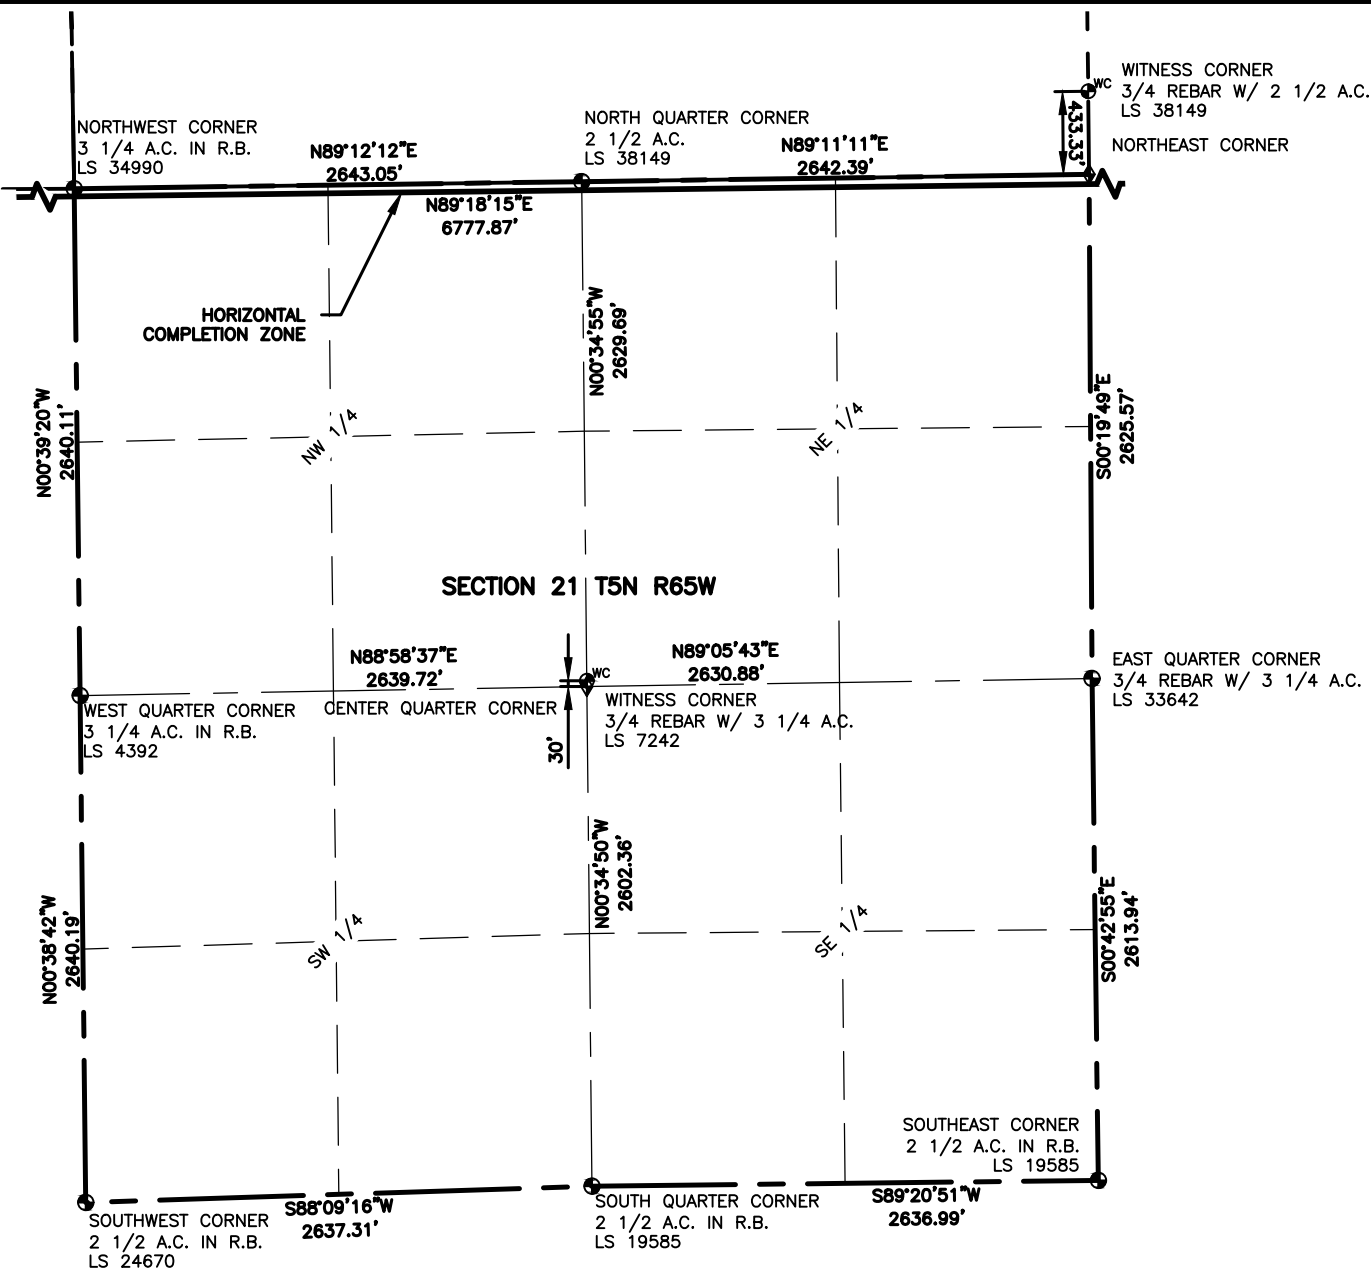 WITNESS CORNER
WC
3/4 REBAR W/ 2 1/2 A.C.
LS 38149
433.33'
NORTHEAST CORNER
NORTHWEST CORNER
3 1/4 A.C. IN R.B.
LS 34990
N89°12'12"E
2643.05'
NORTH QUARTER CORNER
2 1/2 A.C.
LS 38149
N89°11'11"E
2642.39'
N89°18'15"E
6777.87'
HORIZONTAL
COMPLETION ZONE
N00°34'55"W
2629.69'
N00°39'20"W
2640.11'
NW 1/4
NE 1/4
S00°19'49"E
2625.57'
SECTION 21 T5N R65W
N88°58'37"E
2639.72'
WC
N89°05'43"E
2630.88'
EAST QUARTER CORNER
3/4 REBAR W/ 3 1/4 A.C.
LS 33642
WEST QUARTER CORNER
3 1/4 A.C. IN R.B.
LS 4392
CENTER QUARTER CORNER
WITNESS CORNER
3/4 REBAR W/ 3 1/4 A.C.
LS 7242
30'
N00°34'50"W
2602.36'
N00°38'42"W
2640.19'
SW 1/4
SE 1/4
S00°42'55"E
2613.94'
SOUTHEAST CORNER
2 1/2 A.C. IN R.B.
LS 19585
SOUTHWEST CORNER
2 1/2 A.C. IN R.B.
LS 24670
S88°09'16"W
2637.31'
SOUTH QUARTER CORNER
2 1/2 A.C. IN R.B.
LS 19585
S89°20'51"W
2636.99'